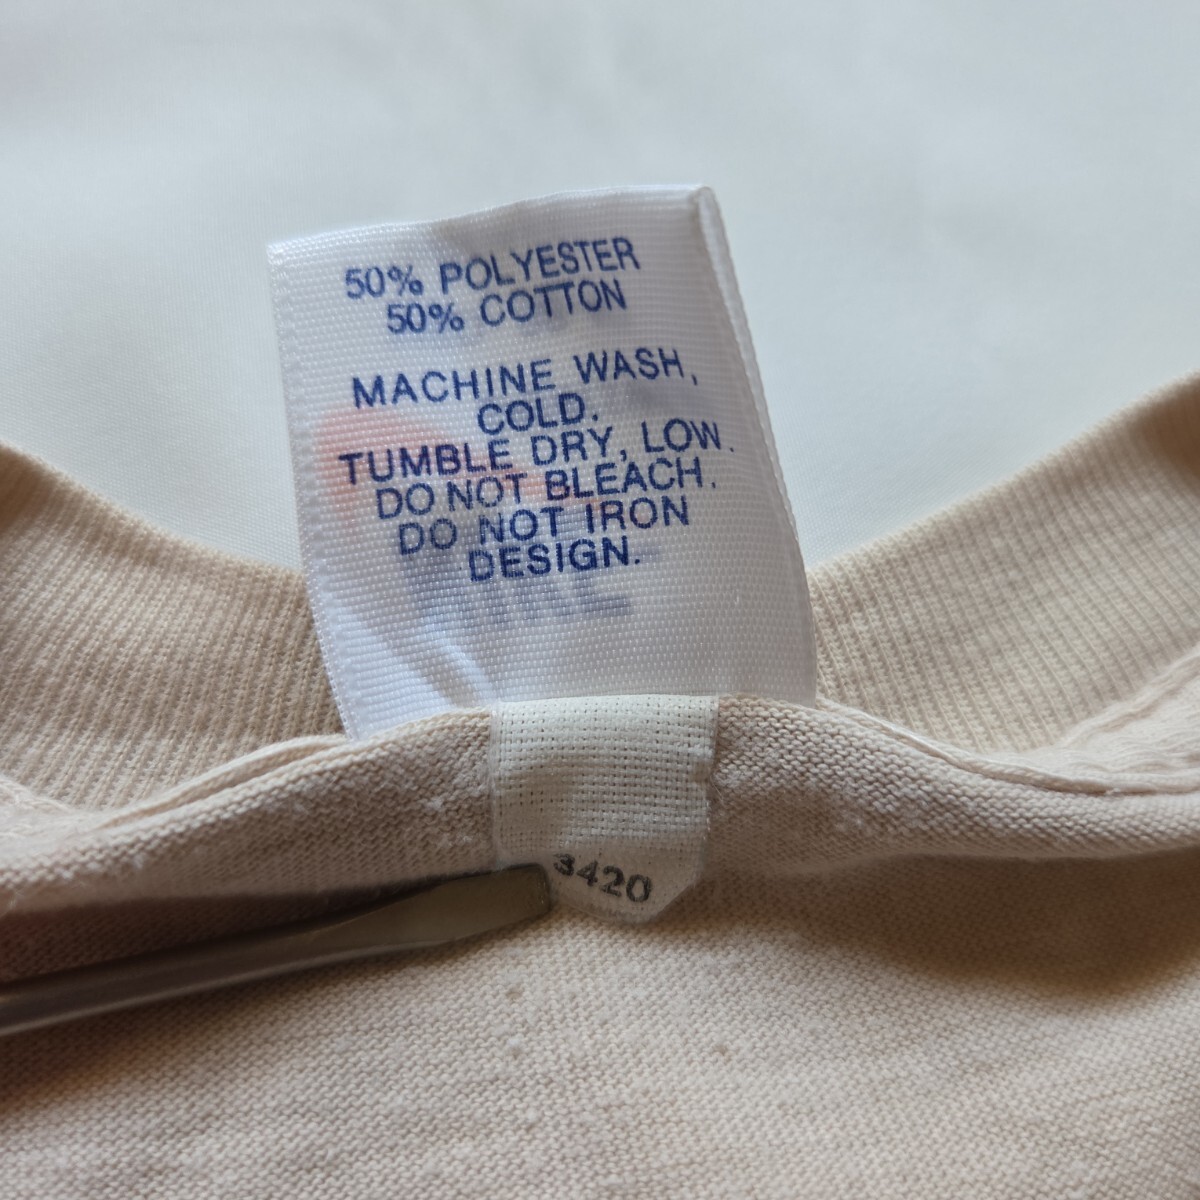 50% POLYESTER
50% COTTON
MACHINE WASH,
COLD.
TUMBLE DRY, LOW.
DO NOT BLEACH.
DO NOT IRON
DESIGN.
3420